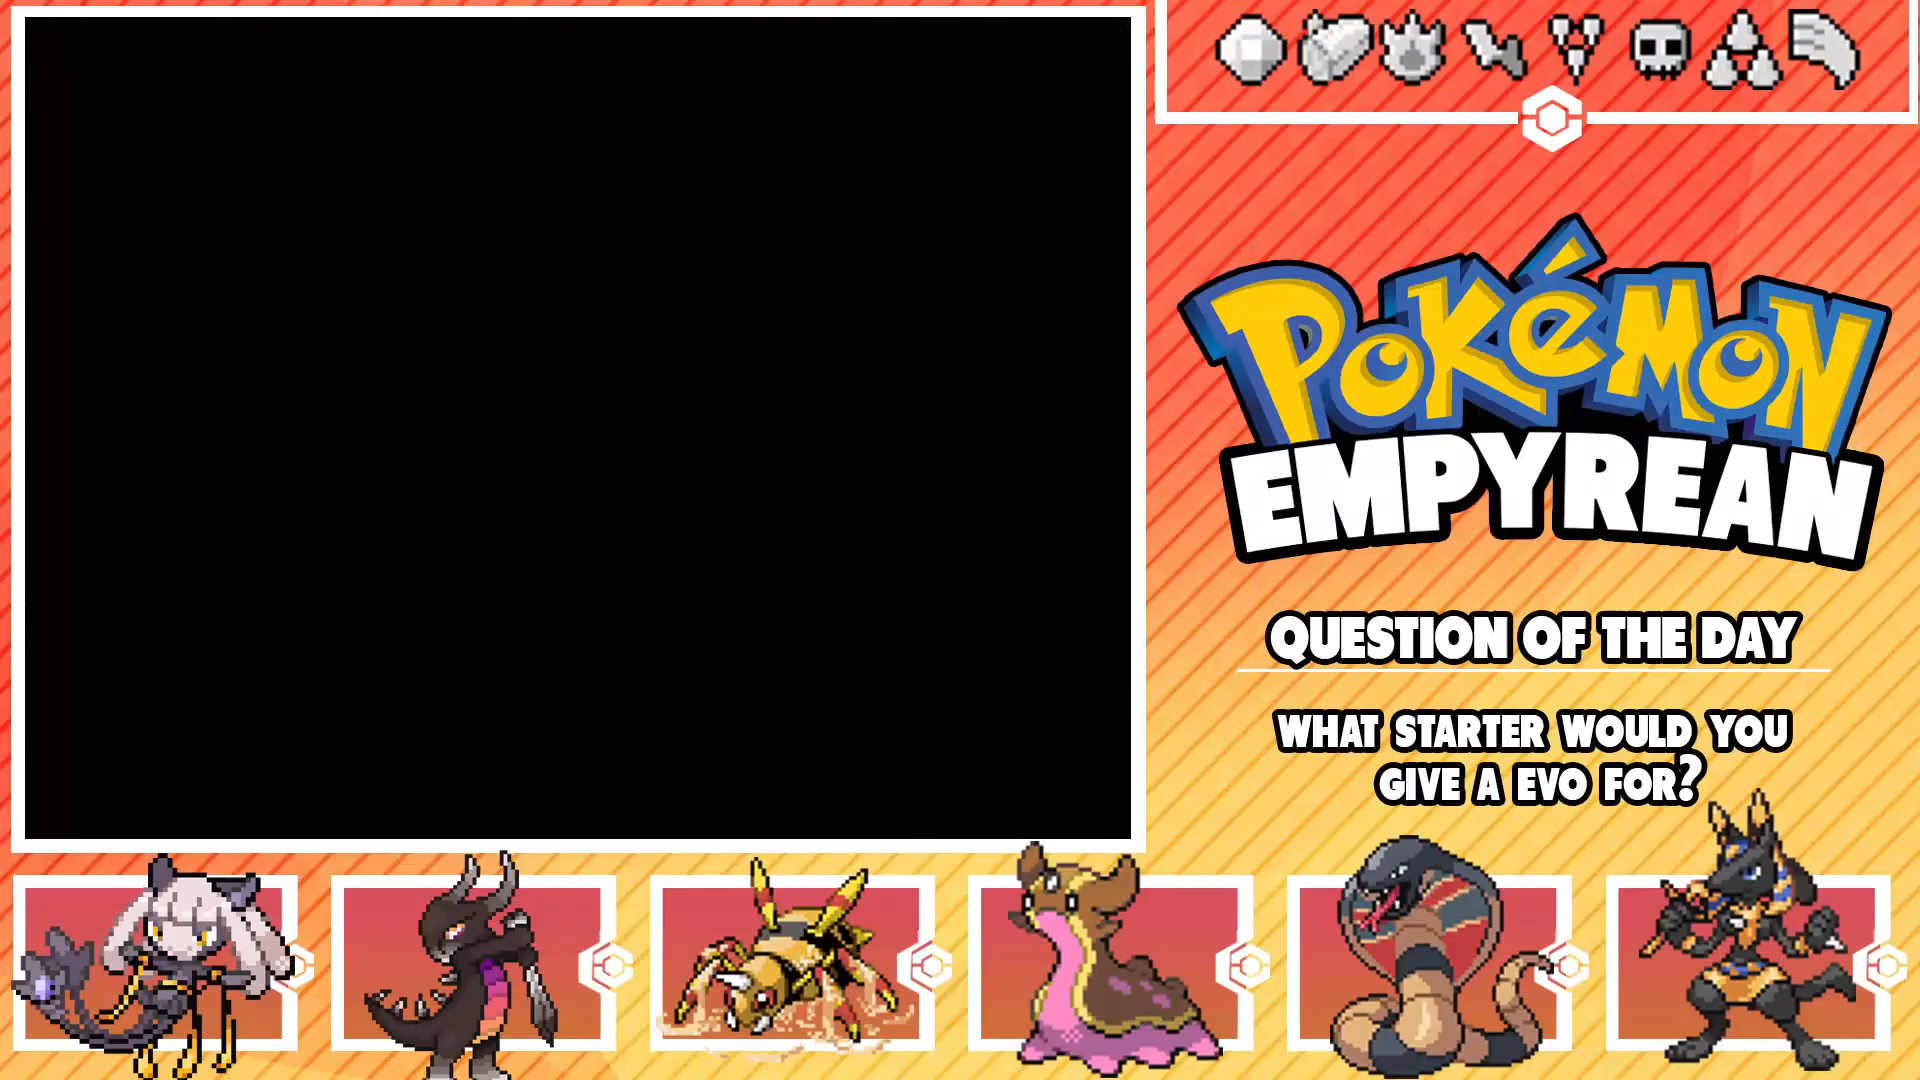 POKÉMON
EMPYREAN
QUESTION OF THE DAY
WHAT STARTER WOULD YOU
GIVE A EVO FOR?